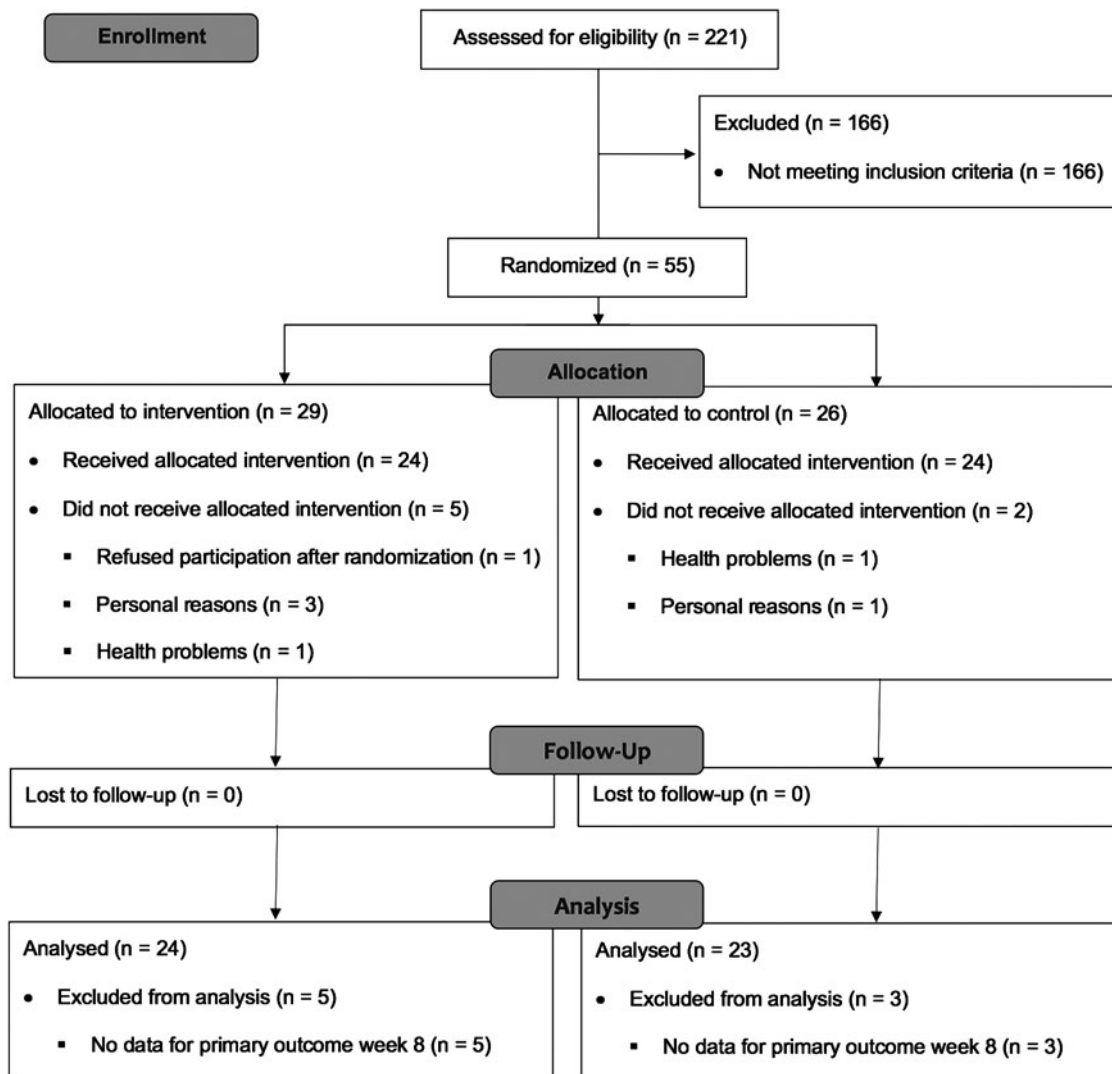 Enrollment
Assessed for eligibility (n = 221)
Excluded (n = 166)
• Not meeting inclusion criteria (n = 166)
Randomized (n = 55)
Allocation
Allocated to intervention (n = 29)
• Received allocated intervention (n = 24)
• Did not receive allocated intervention (n = 5)
▪ Refused participation after randomization (n = 1)
▪ Personal reasons (n = 3)
▪ Health problems (n = 1)
Allocated to control (n = 26)
• Received allocated intervention (n = 24)
• Did not receive allocated intervention (n = 2)
▪ Health problems (n = 1)
▪ Personal reasons (n = 1)
Follow-Up
Lost to follow-up (n = 0)
Lost to follow-up (n = 0)
Analysis
Analysed (n = 24)
• Excluded from analysis (n = 5)
▪ No data for primary outcome week 8 (n = 5)
Analysed (n = 23)
• Excluded from analysis (n = 3)
▪ No data for primary outcome week 8 (n = 3)